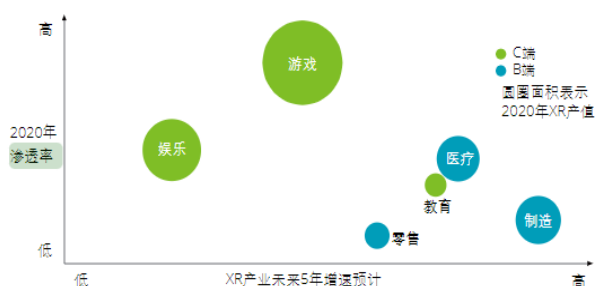 高
游戏
C端
B端
圆圈面积表示
2020年XR产值
2020年
渗透率
娱乐
医疗
教育
制造
零售
低
低
XR产业未来5年增速预计
高